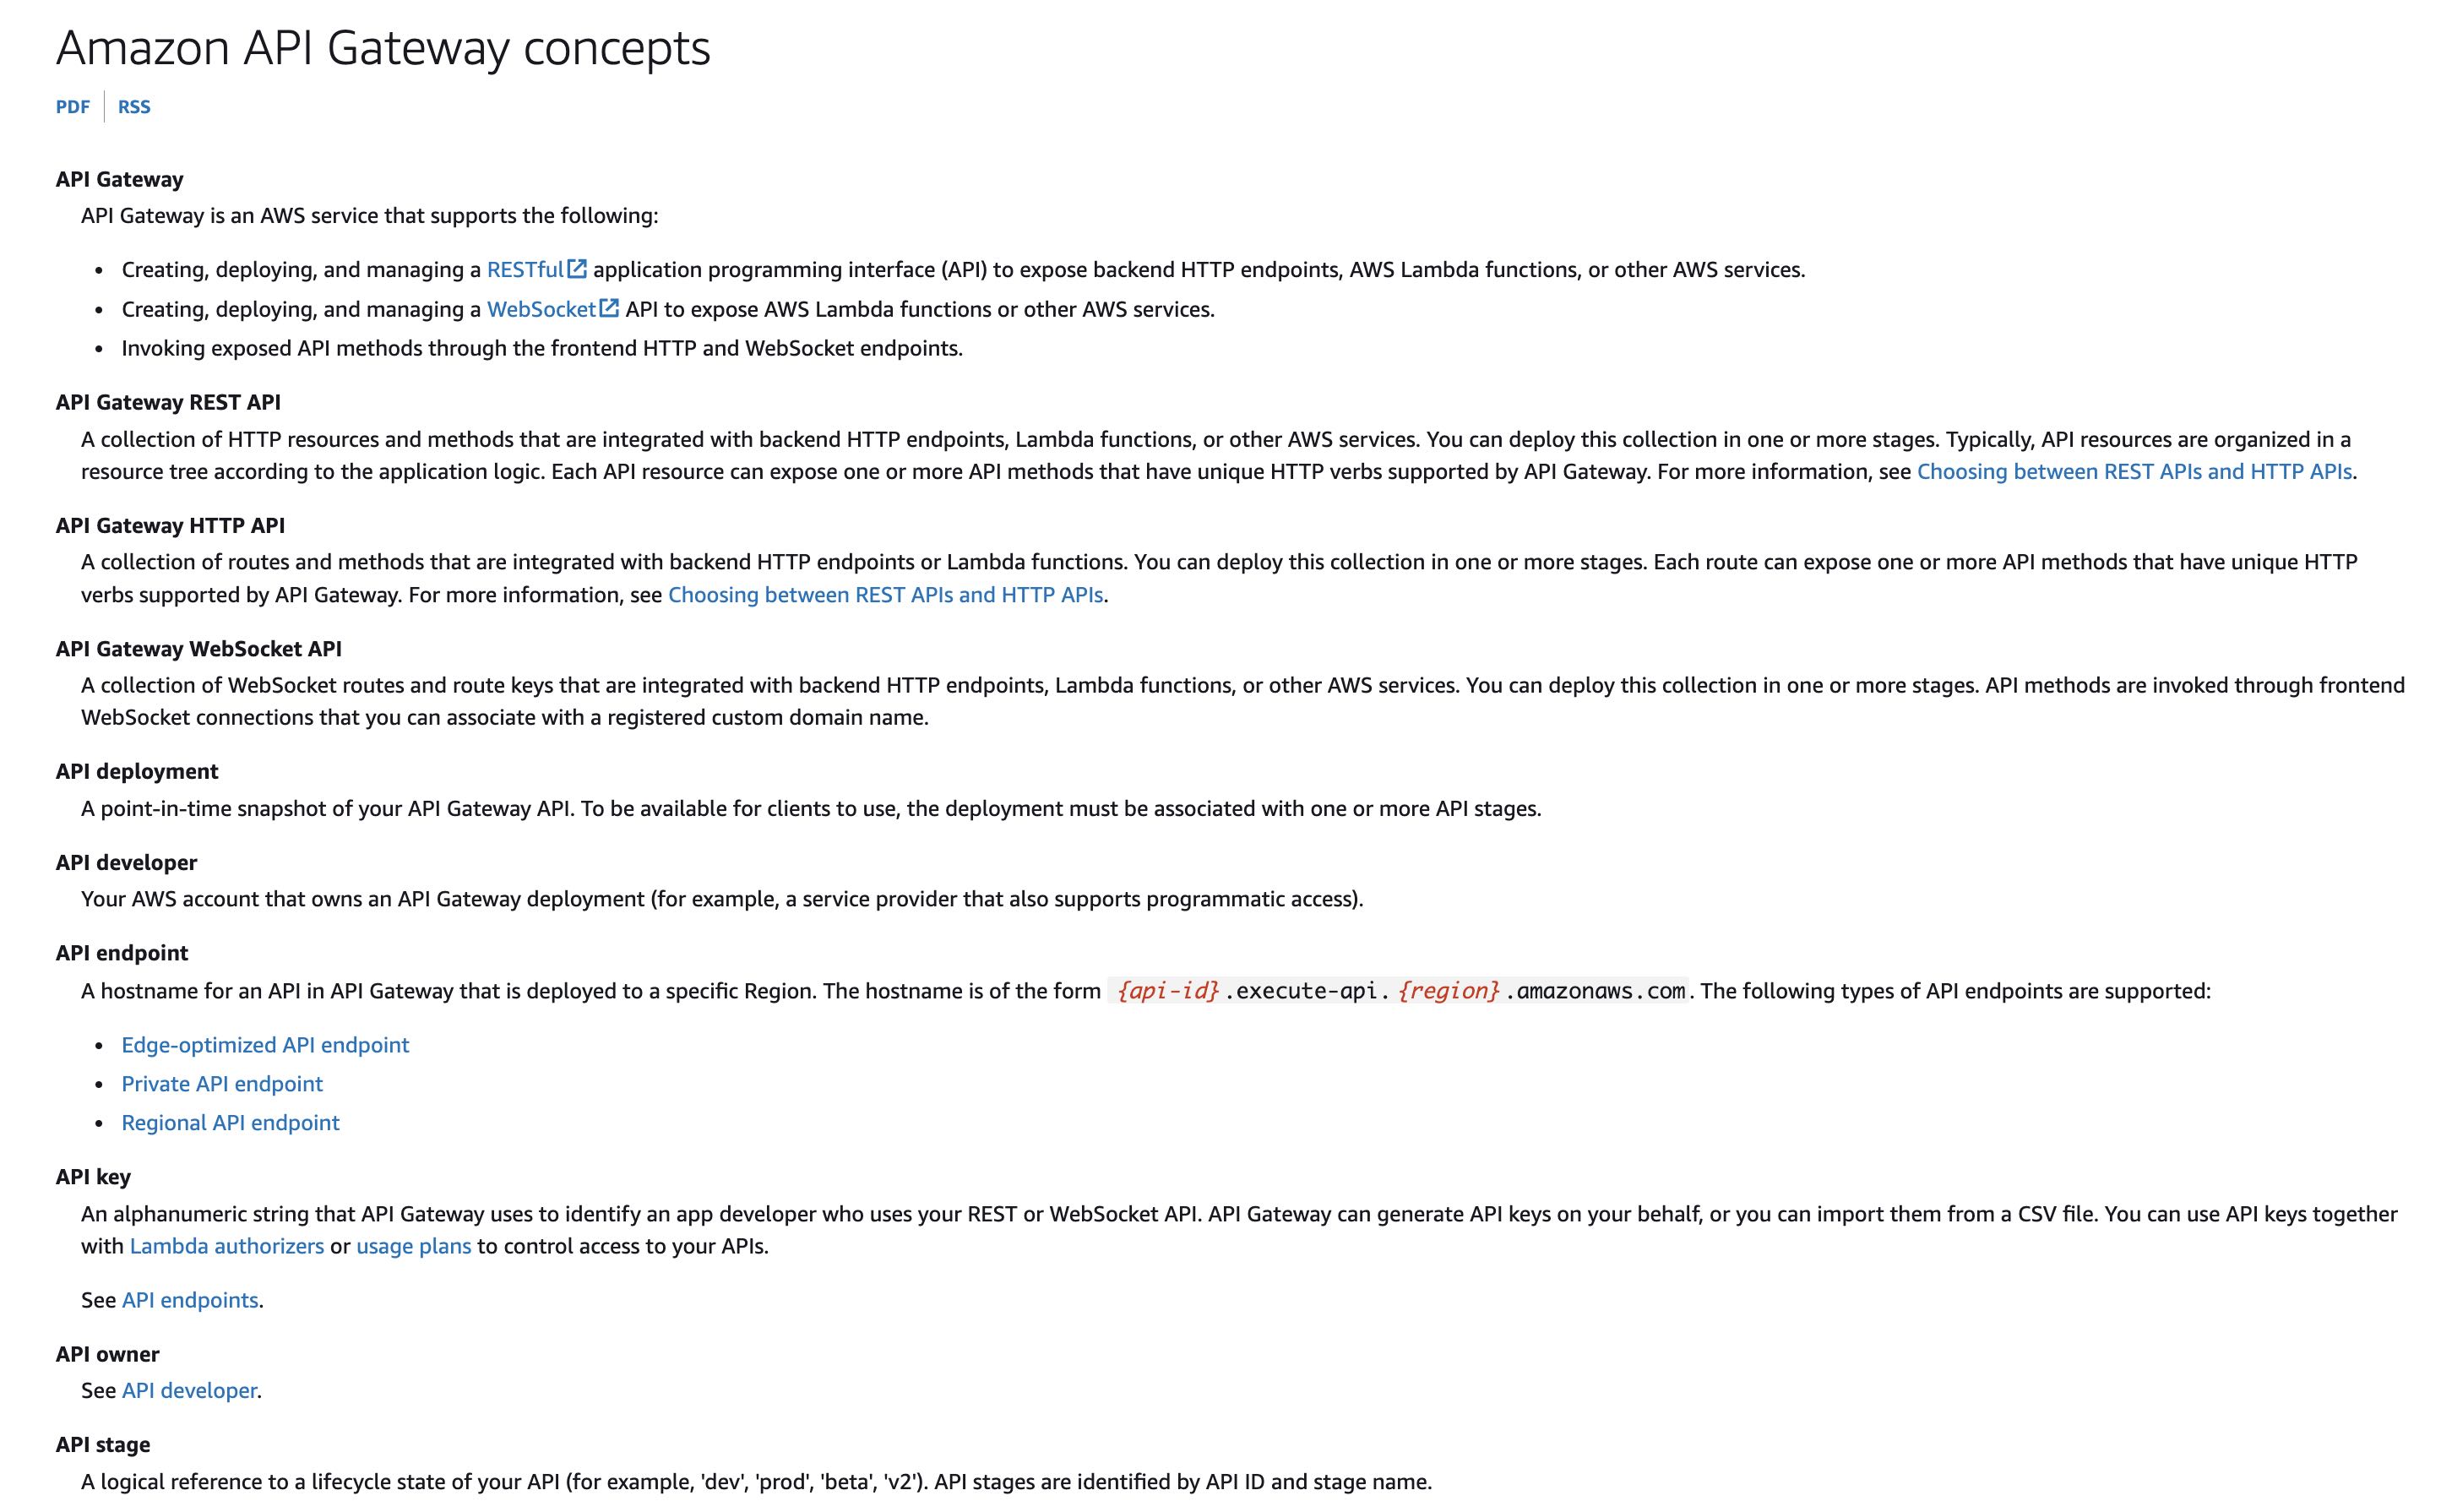 Amazon API Gateway concepts
PDF
RSS
API Gateway
API Gateway is an AWS service that supports the following:
• Creating, deploying, and managing a RESTful application programming interface (API) to expose backend HTTP endpoints, AWS Lambda functions, or other AWS services.
• Creating, deploying, and managing a WebSocket API to expose AWS Lambda functions or other AWS services.
• Invoking exposed API methods through the frontend HTTP and WebSocket endpoints.
API Gateway REST API
A collection of HTTP resources and methods that are integrated with backend HTTP endpoints, Lambda functions, or other AWS services. You can deploy this collection in one or more stages. Typically, API resources are organized in a
resource tree according to the application logic. Each API resource can expose one or more API methods that have unique HTTP verbs supported by API Gateway. For more information, see Choosing between REST APIs and HTTP APIs.
API Gateway HTTP API
A collection of routes and methods that are integrated with backend HTTP endpoints or Lambda functions. You can deploy this collection in one or more stages. Each route can expose one or more API methods that have unique HTTP
verbs supported by API Gateway. For more information, see Choosing between REST APIs and HTTP APIs.
API Gateway WebSocket API
A collection of WebSocket routes and route keys that are integrated with backend HTTP endpoints, Lambda functions, or other AWS services. You can deploy this collection in one or more stages. API methods are invoked through frontend
WebSocket connections that you can associate with a registered custom domain name.
API deployment
A point-in-time snapshot of your API Gateway API. To be available for clients to use, the deployment must be associated with one or more API stages.
API developer
Your AWS account that owns an API Gateway deployment (for example, a service provider that also supports programmatic access).
API endpoint
A hostname for an API in API Gateway that is deployed to a specific Region. The hostname is of the form {api-id}.execute-api.{region}.amazonaws.com. The following types of API endpoints are supported:
• Edge-optimized API endpoint
• Private API endpoint
• Regional API endpoint
API key
An alphanumeric string that API Gateway uses to identify an app developer who uses your REST or WebSocket API. API Gateway can generate API keys on your behalf, or you can import them from a CSV file. You can use API keys together
with Lambda authorizers or usage plans to control access to your APIs.
See API endpoints.
API owner
See API developer.
API stage
A logical reference to a lifecycle state of your API (for example, 'dev', 'prod', 'beta', 'v2'). API stages are identified by API ID and stage name.